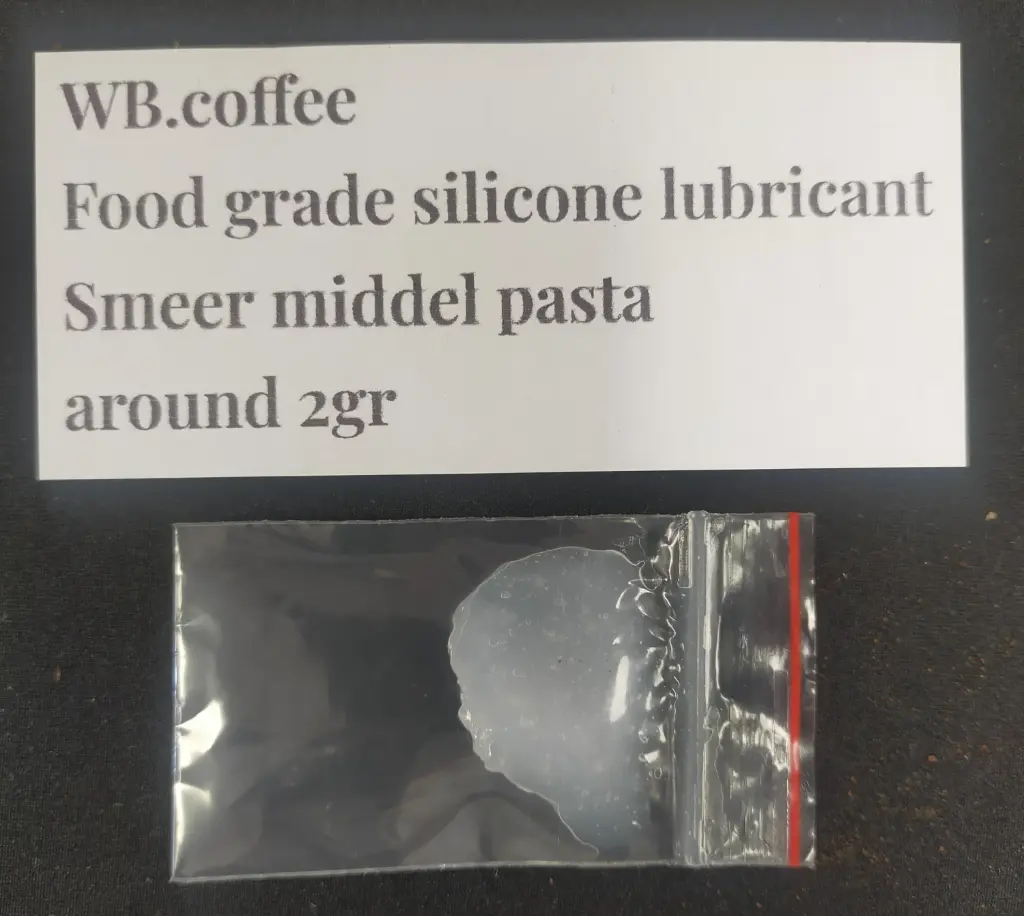 WB.coffee
Food grade silicone lubricant
Smeer middel pasta
around 2gr